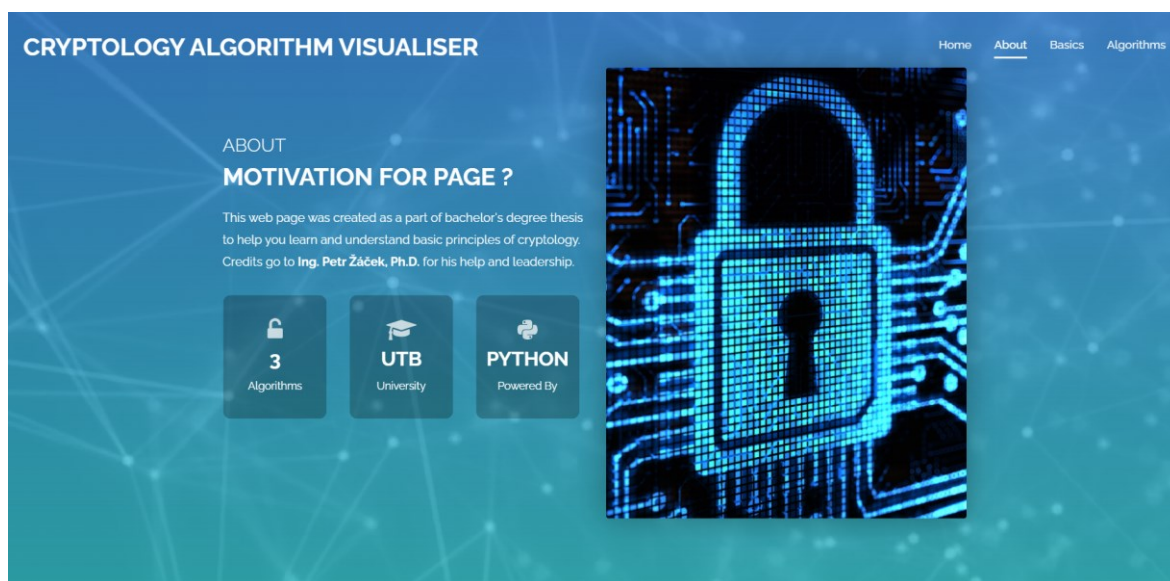 CRYPTOLOGY ALGORITHM VISUALISER
Home About Basics Algorithms
ABOUT
MOTIVATION FOR PAGE ?
This web page was created as a part of bachelor's degree thesis
to help you learn and understand basic principles of cryptology.
Credits go to Ing. Petr Žáček, Ph.D. for his help and leadership.
3
Algorithms
UTB
University
PYTHON
Powered By